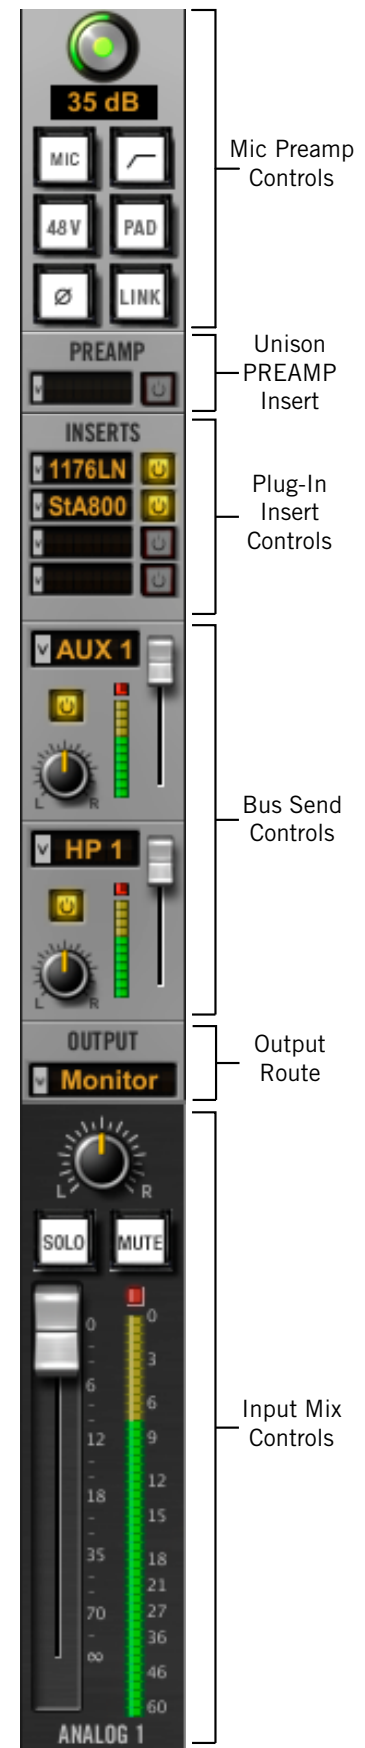 35 dB
MIC
48V PAD
Ø LINK
Mic Preamp
Controls
PREAMP
Unison
PREAMP
Insert
INSERTS
1176LN
StA800
Plug-In
Insert
Controls
AUX 1
L R
HP 1
L R
Bus Send
Controls
OUTPUT
Monitor
Output
Route
L R
SOLO MUTE
0
6
12
18
35
70
∞
0
3
6
9
12
15
18
21
27
36
46
60
Input Mix
Controls
ANALOG 1